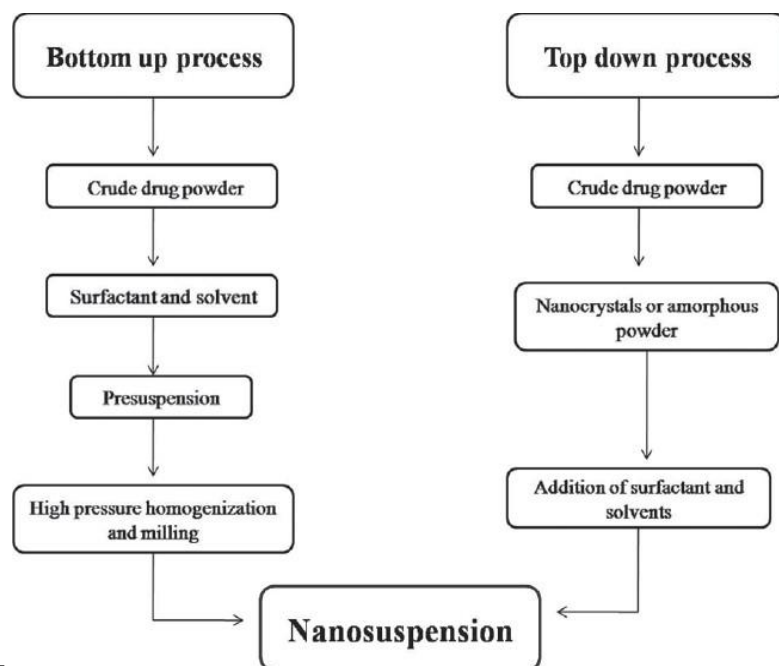 Bottom up process
Crude drug powder
Surfactant and solvent
Presuspension
High pressure homogenization
and milling
Top down process
Crude drug powder
Nanocrystals or amorphous
powder
Addition of surfactant and
solvents
Nanosuspension